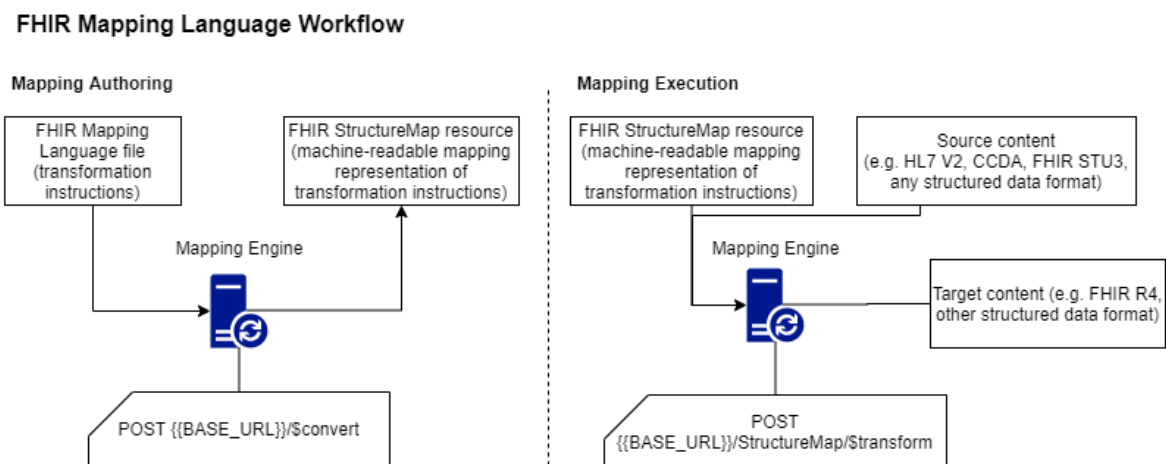 FHIR Mapping Language Workflow
Mapping Authoring
FHIR Mapping
Language file
(transformation
instructions)
FHIR StructureMap resource
(machine-readable mapping
representation of
transformation instructions)
Mapping Engine
POST {{BASE_URL}}/$convert
Mapping Execution
FHIR StructureMap resource
(machine-readable mapping
representation of
transformation instructions)
Source content
(e.g. HL7 V2, CCDA, FHIR STU3,
any structured data format)
Mapping Engine
Target content (e.g. FHIR R4,
other structured data format)
POST
{{BASE_URL}}/StructureMap/$transform